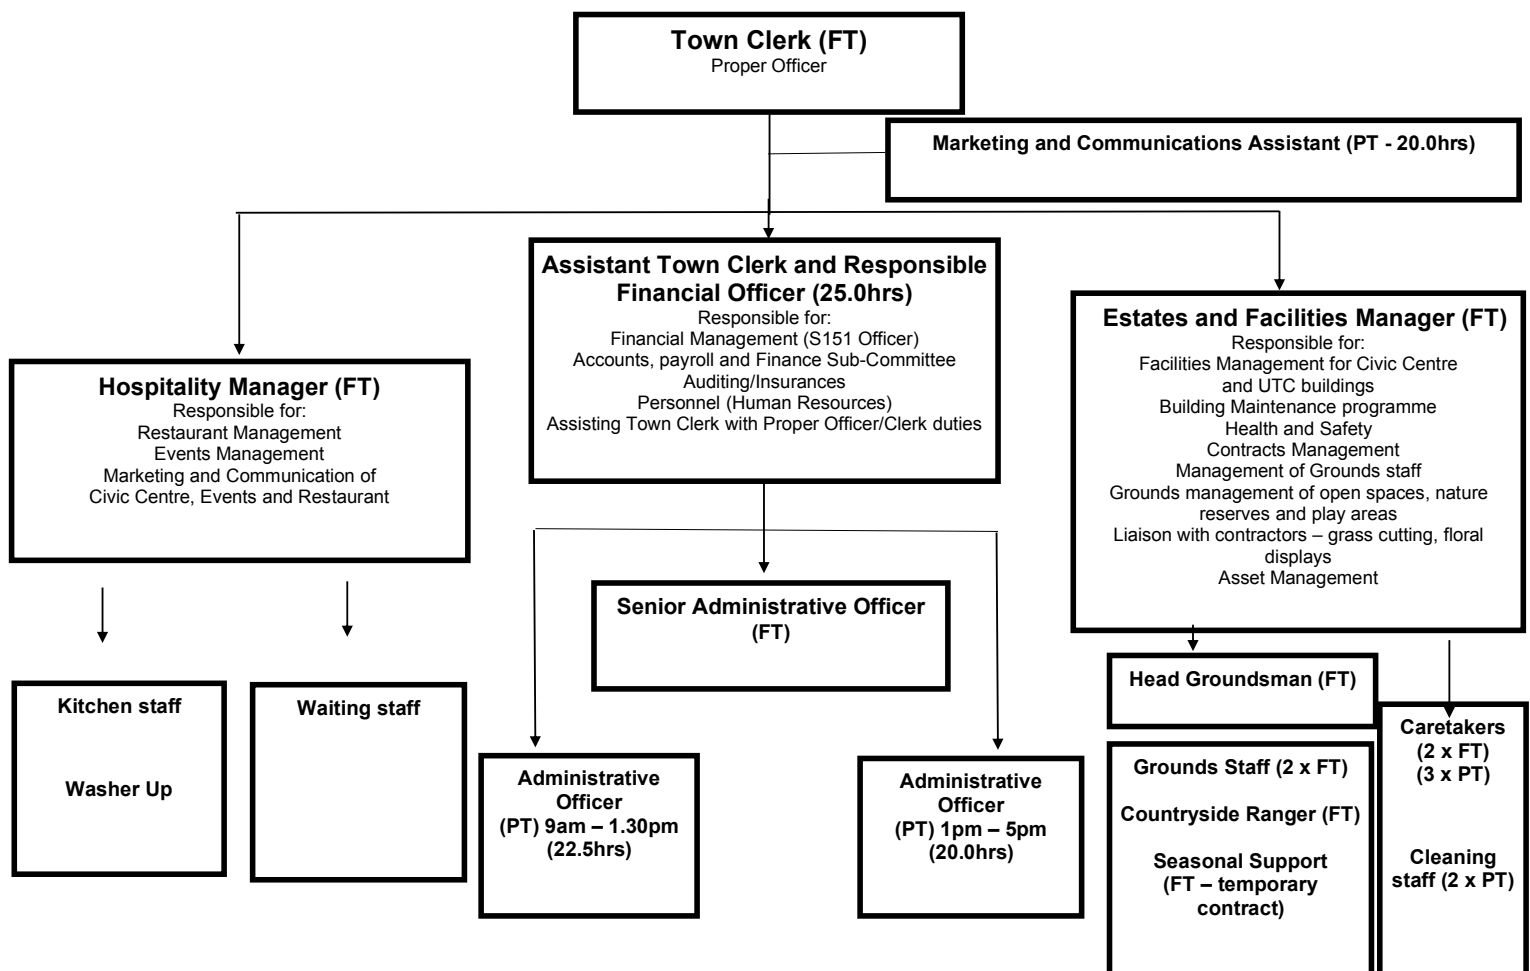 Town Clerk (FT)
Proper Officer
Marketing and Communications Assistant (PT - 20.0hrs)
Assistant Town Clerk and Responsible
Financial Officer (25.0hrs)
Responsible for:
Financial Management (S151 Officer)
Accounts, payroll and Finance Sub-Committee
Auditing/Insurances
Personnel (Human Resources)
Assisting Town Clerk with Proper Officer/Clerk duties
Estates and Facilities Manager (FT)
Responsible for:
Facilities Management for Civic Centre
and UTC buildings
Building Maintenance programme
Health and Safety
Contracts Management
Management of Grounds staff
Grounds management of open spaces, nature
reserves and play areas
Liaison with contractors – grass cutting, floral
displays
Asset Management
Hospitality Manager (FT)
Responsible for:
Restaurant Management
Events Management
Marketing and Communication of
Civic Centre, Events and Restaurant
Senior Administrative Officer
(FT)
Kitchen staff
Washer Up
Waiting staff
Administrative
Officer
(PT) 9am – 1.30pm
(22.5hrs)
Administrative
Officer
(PT) 1pm – 5pm
(20.0hrs)
Head Groundsman (FT)
Grounds Staff (2 x FT)
Countryside Ranger (FT)
Seasonal Support
(FT – temporary
contract)
Caretakers
(2 x FT)
(3 x PT)
Cleaning
staff (2 x PT)